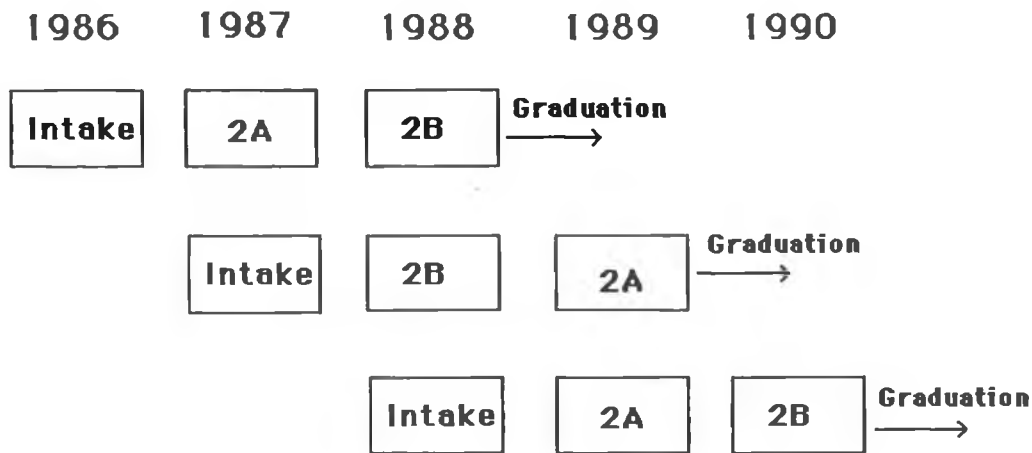 1986 1987 1988 1989 1990
Intake 2A 2B Graduation
Intake 2B 2A Graduation
Intake 2A 2B Graduation